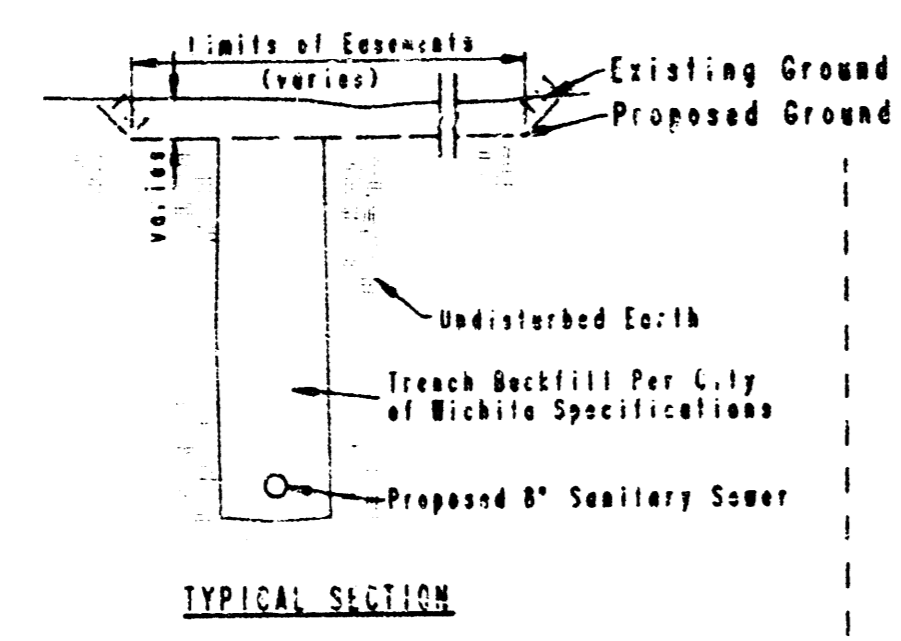 Limits of Easements
(varies)
Existing Ground
Proposed Ground
varies
Undisturbed Earth
Trench Backfill Per City
of Wichita Specifications
Proposed 8" Sanitary Sewer
TYPICAL SECTION